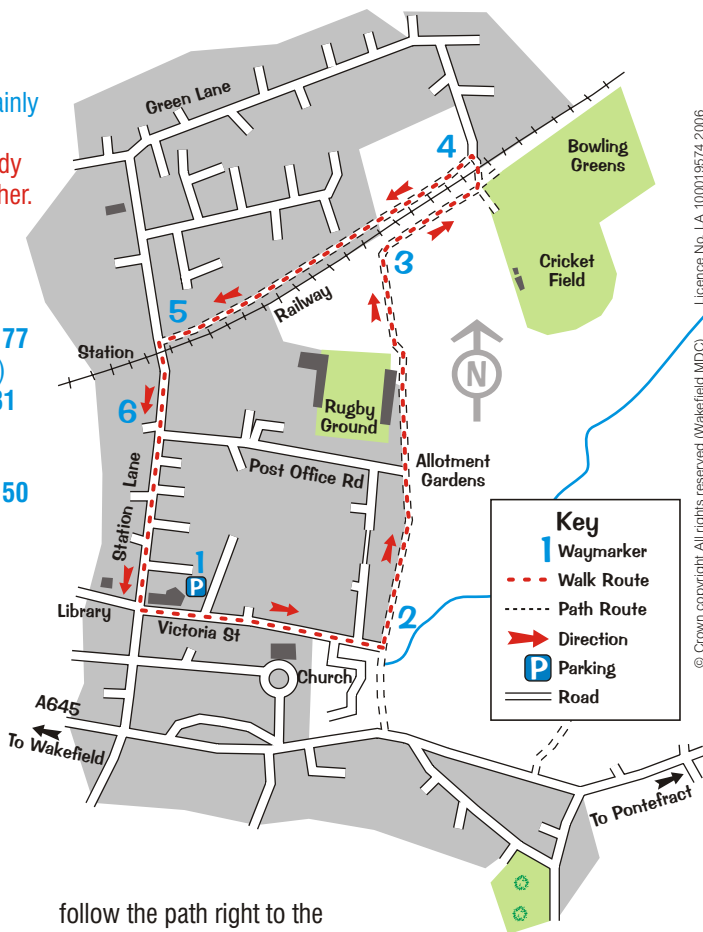 ainly
dy
her.
77
)
31
50
Green Lane
4
Bowling
Greens
3
Cricket
Field
5
Railway
Station
N
6
Rugby
Ground
Allotment
Gardens
Post Office Rd
Station Lane
1
P
Library
Victoria St
2
Church
A645
To Wakefield
To Pontefract
Key
1 Waymarker
Walk Route
Path Route
Direction
P Parking
Road
© Crown copyright All rights reserved (Wakefield MDC) Licence No. LA 100019574 2006
follow the path right to the